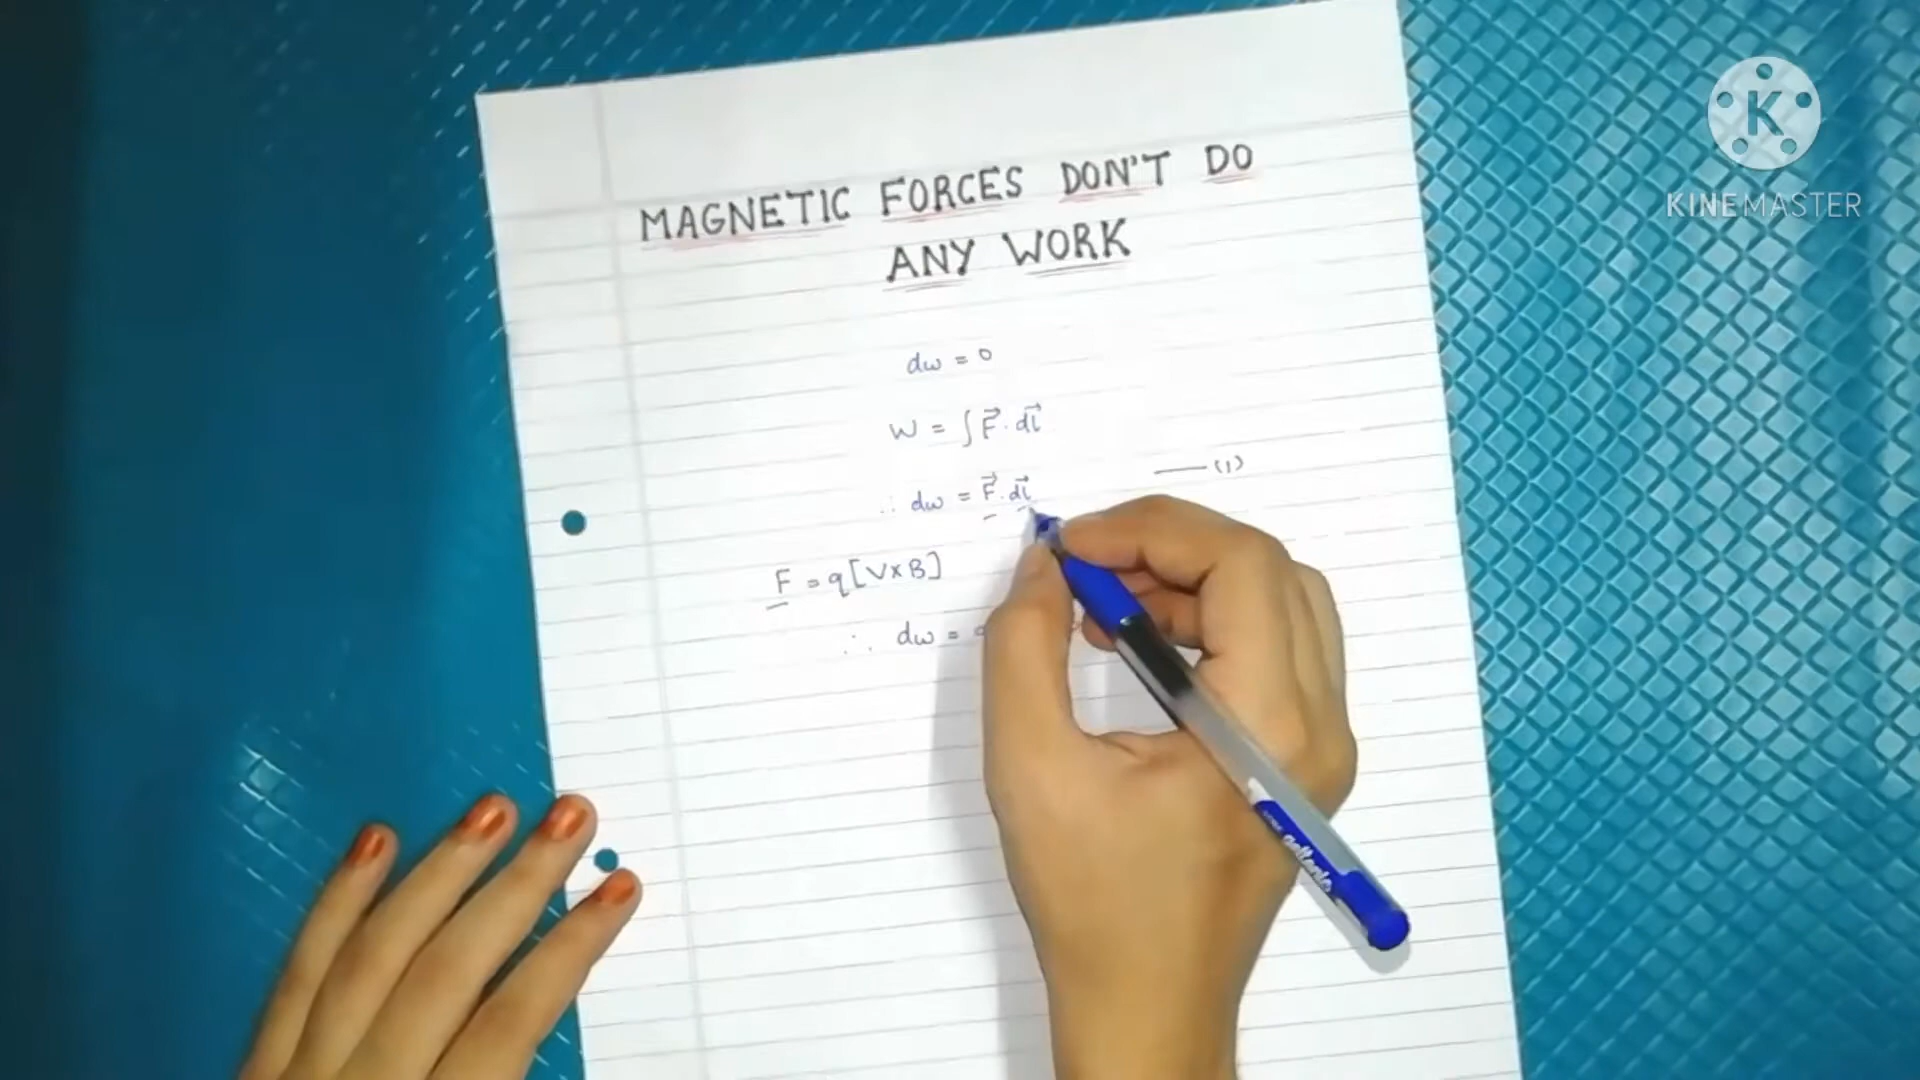 MAGNETIC FORCES DON'T DO
ANY WORK
dw = 0
W = ∫ F⃗ . dl⃗
∴ dw = F⃗ . dl⃗ —— (1)
F = q[V×B]
∴ dw =
K
KINEMASTER